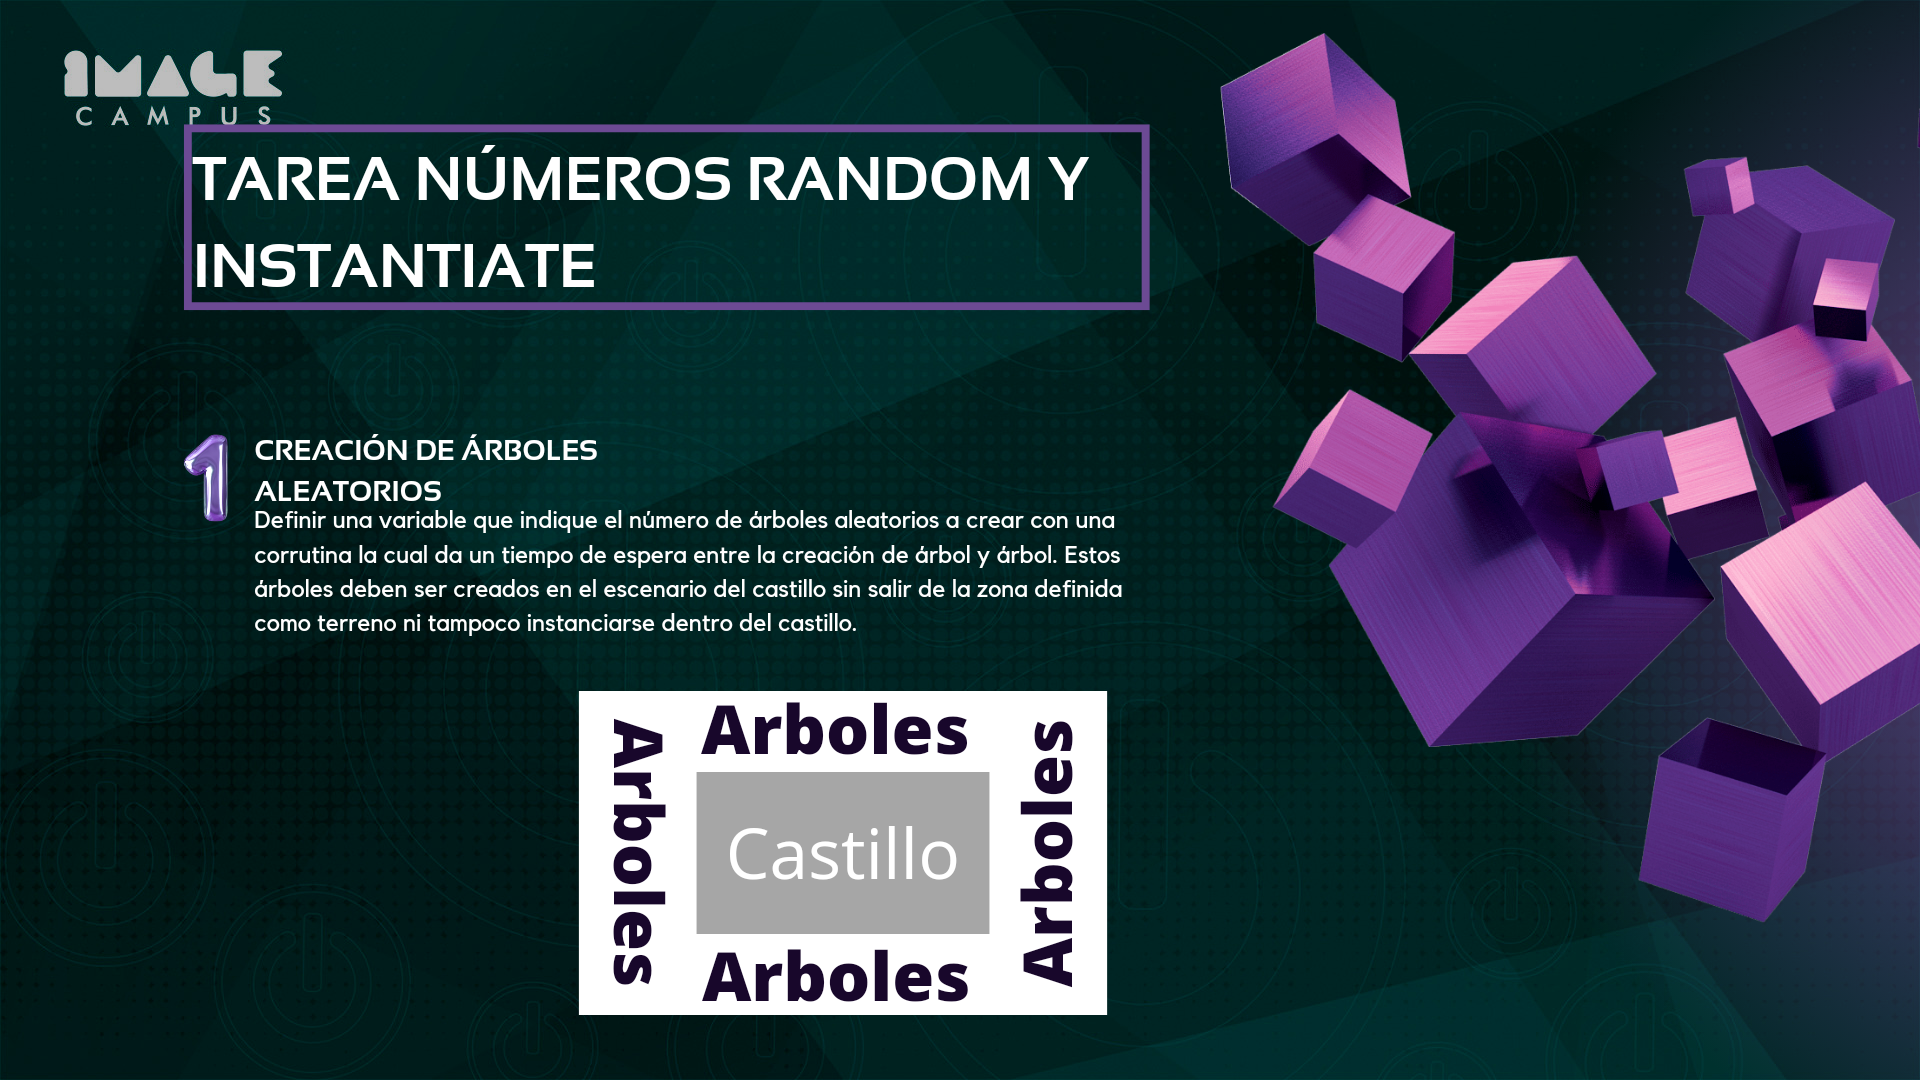 IMAGE
CAMPUS
TAREA NÚMEROS RANDOM Y
INSTANTIATE
1
CREACIÓN DE ÁRBOLES
ALEATORIOS
Definir una variable que indique el número de árboles aleatorios a crear con una
corrutina la cual da un tiempo de espera entre la creación de árbol y árbol. Estos
árboles deben ser creados en el escenario del castillo sin salir de la zona definida
como terreno ni tampoco instanciarse dentro del castillo.
Arboles
Arboles
Castillo
Arboles
Arboles